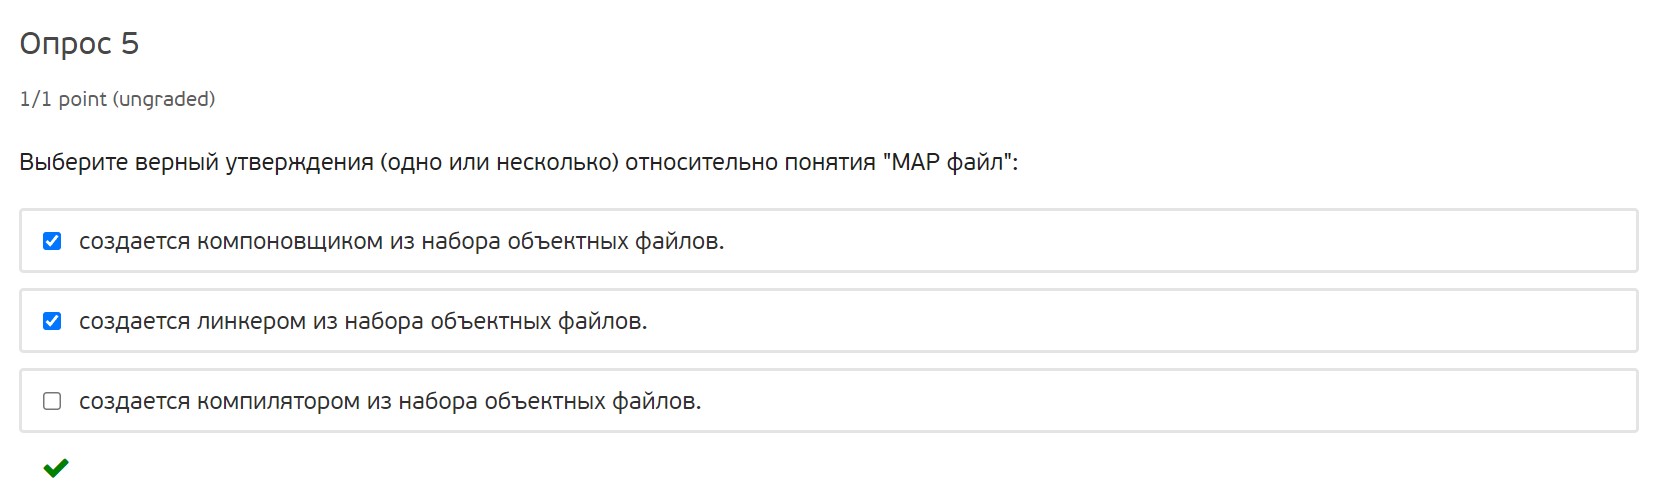 Опрос 5
1/1 point (ungraded)
Выберите верный утверждения (одно или несколько) относительно понятия "MAP файл":
создается компоновщиком из набора объектных файлов.
создается линкером из набора объектных файлов.
создается компилятором из набора объектных файлов.